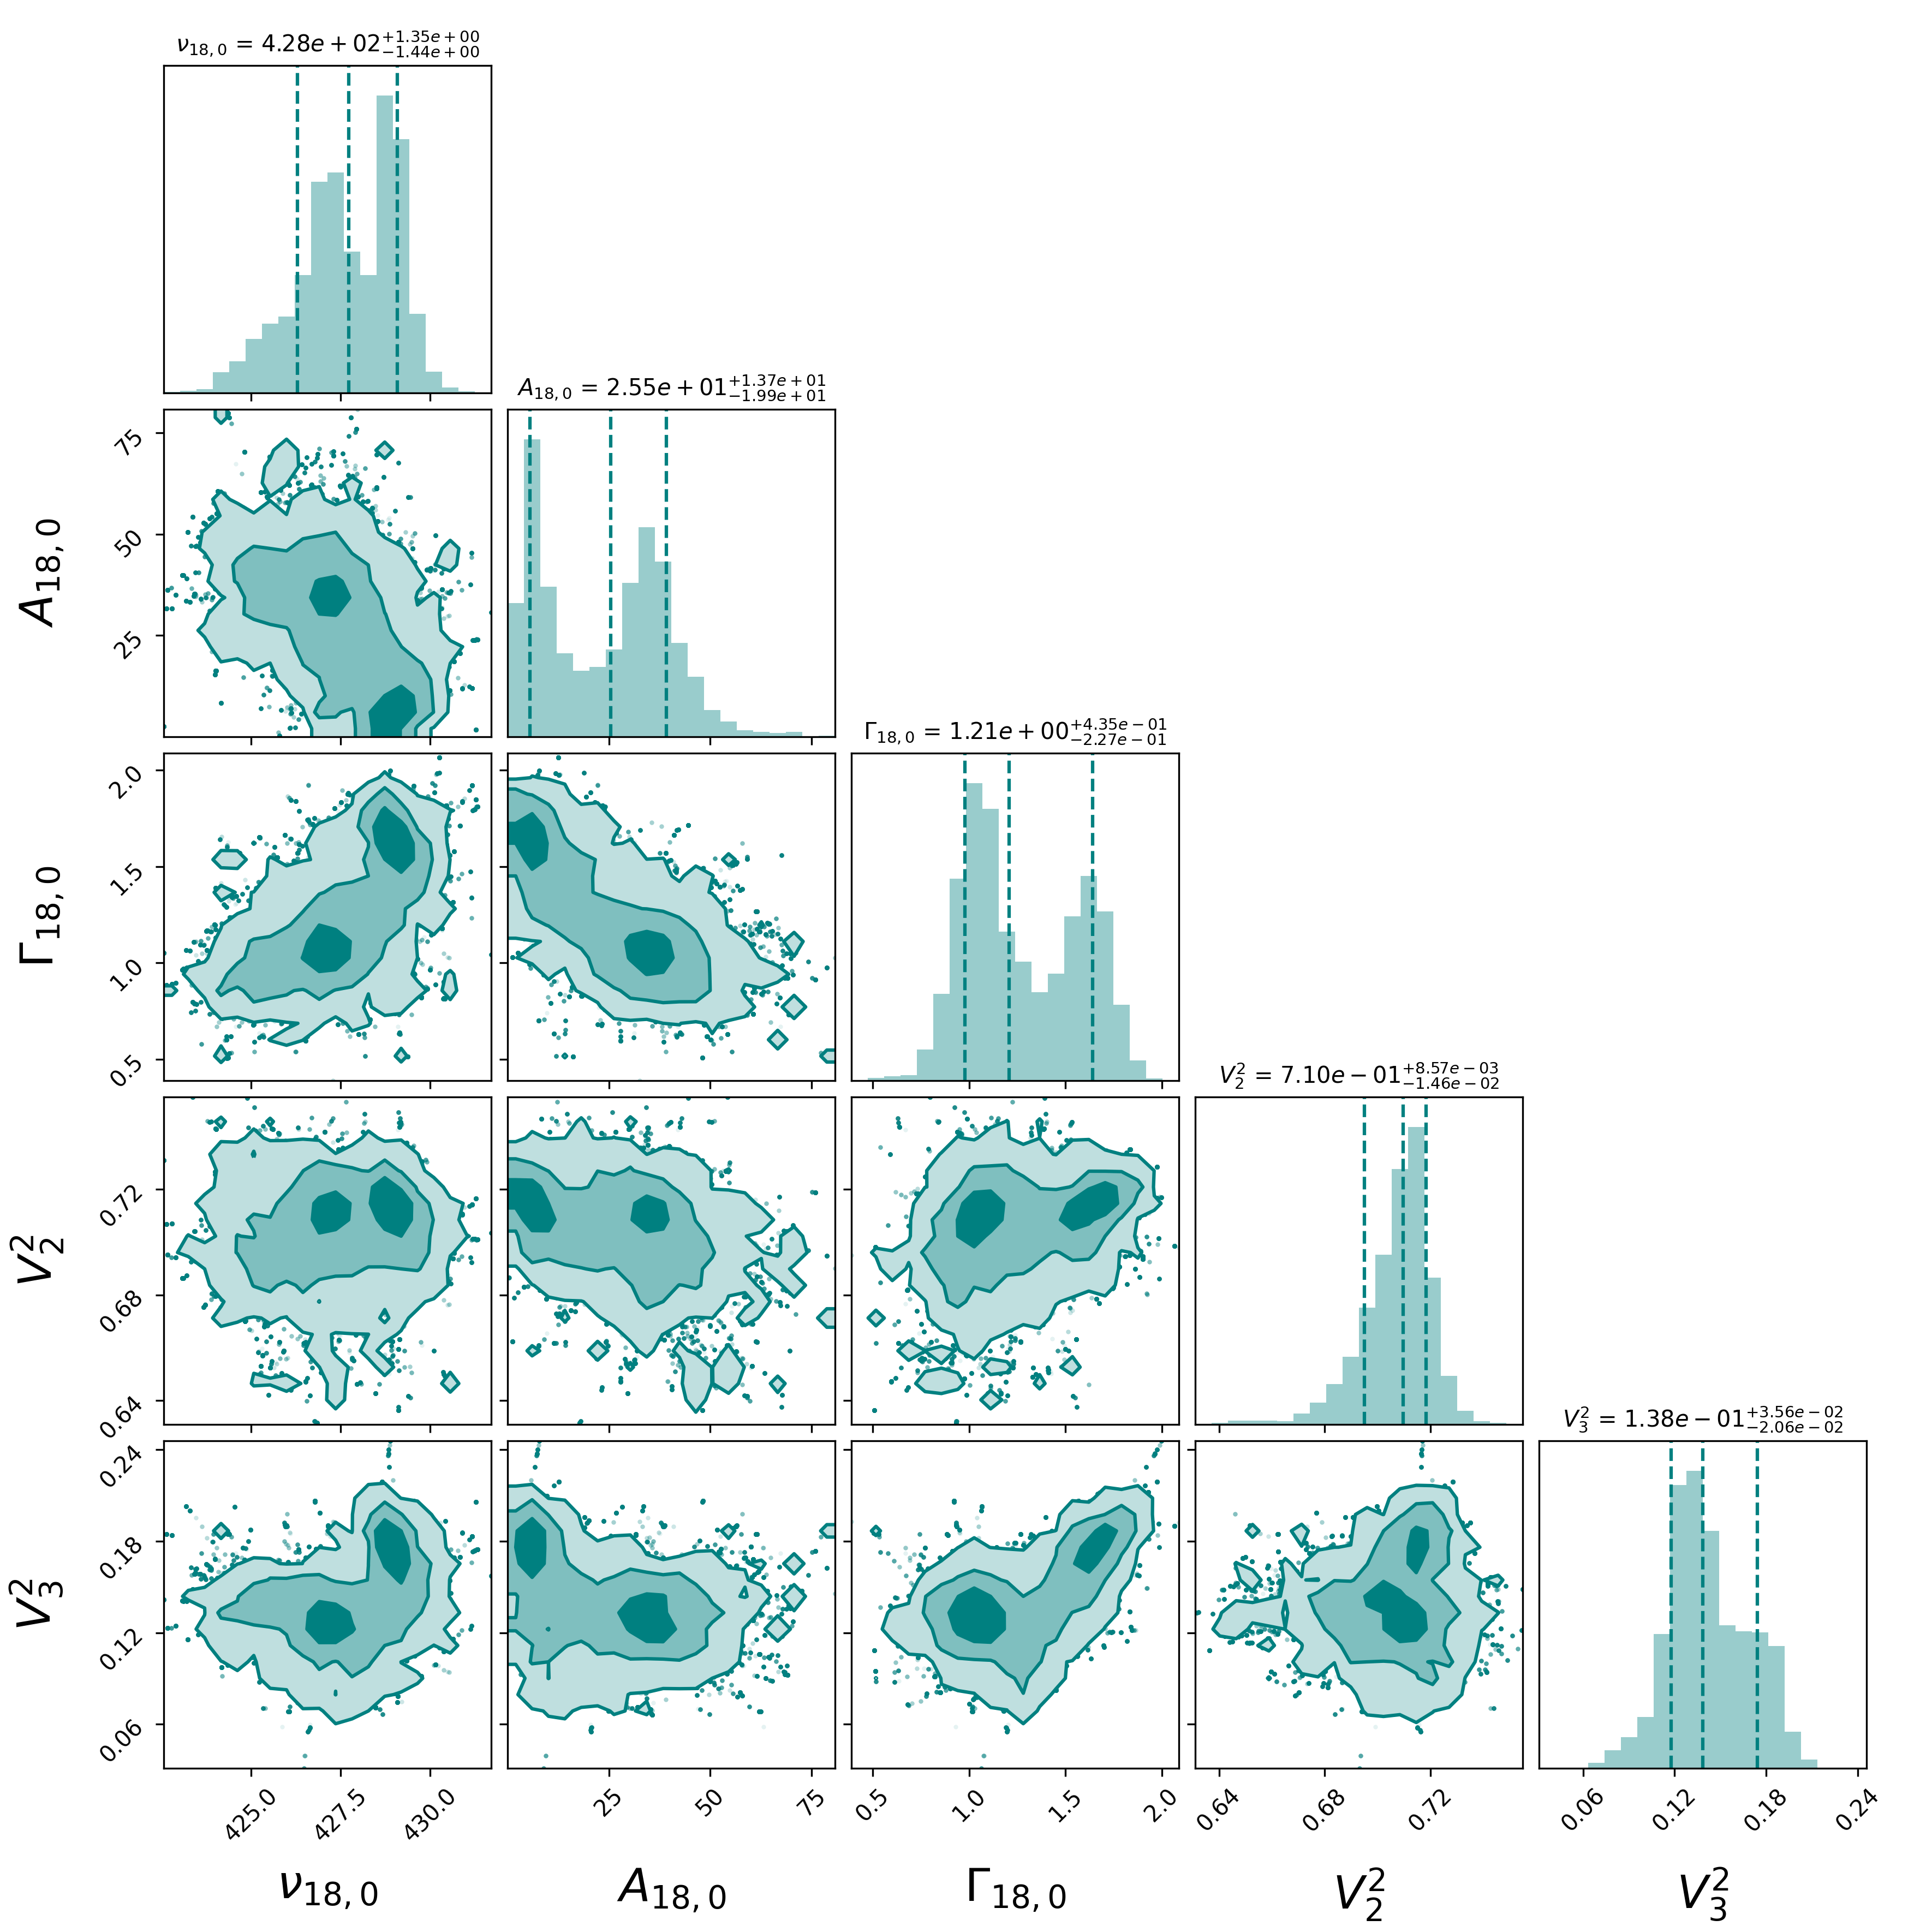 ν18, 0 = 4.28e + 02 +1.35e + 00 −1.44e + 00
A18, 0 = 2.55e + 01 +1.37e + 01 −1.99e + 01
75
50
25
A18, 0
Γ18, 0 = 1.21e + 00 +4.35e − 01 −2.27e − 01
2.0
1.5
1.0
0.5
Γ18, 0
V22 = 7.10e − 01 +8.57e − 03 −1.46e − 02
0.72
0.68
0.64
V22
V23 = 1.38e − 01 +3.56e − 02 −2.06e − 02
0.24
0.18
0.12
0.06
V23
425.0 427.5 430.0 25 50 75 0.5 1.0 1.5 2.0 0.64 0.68 0.72 0.06 0.12 0.18 0.24
ν18, 0 A18, 0 Γ18, 0 V22 V23